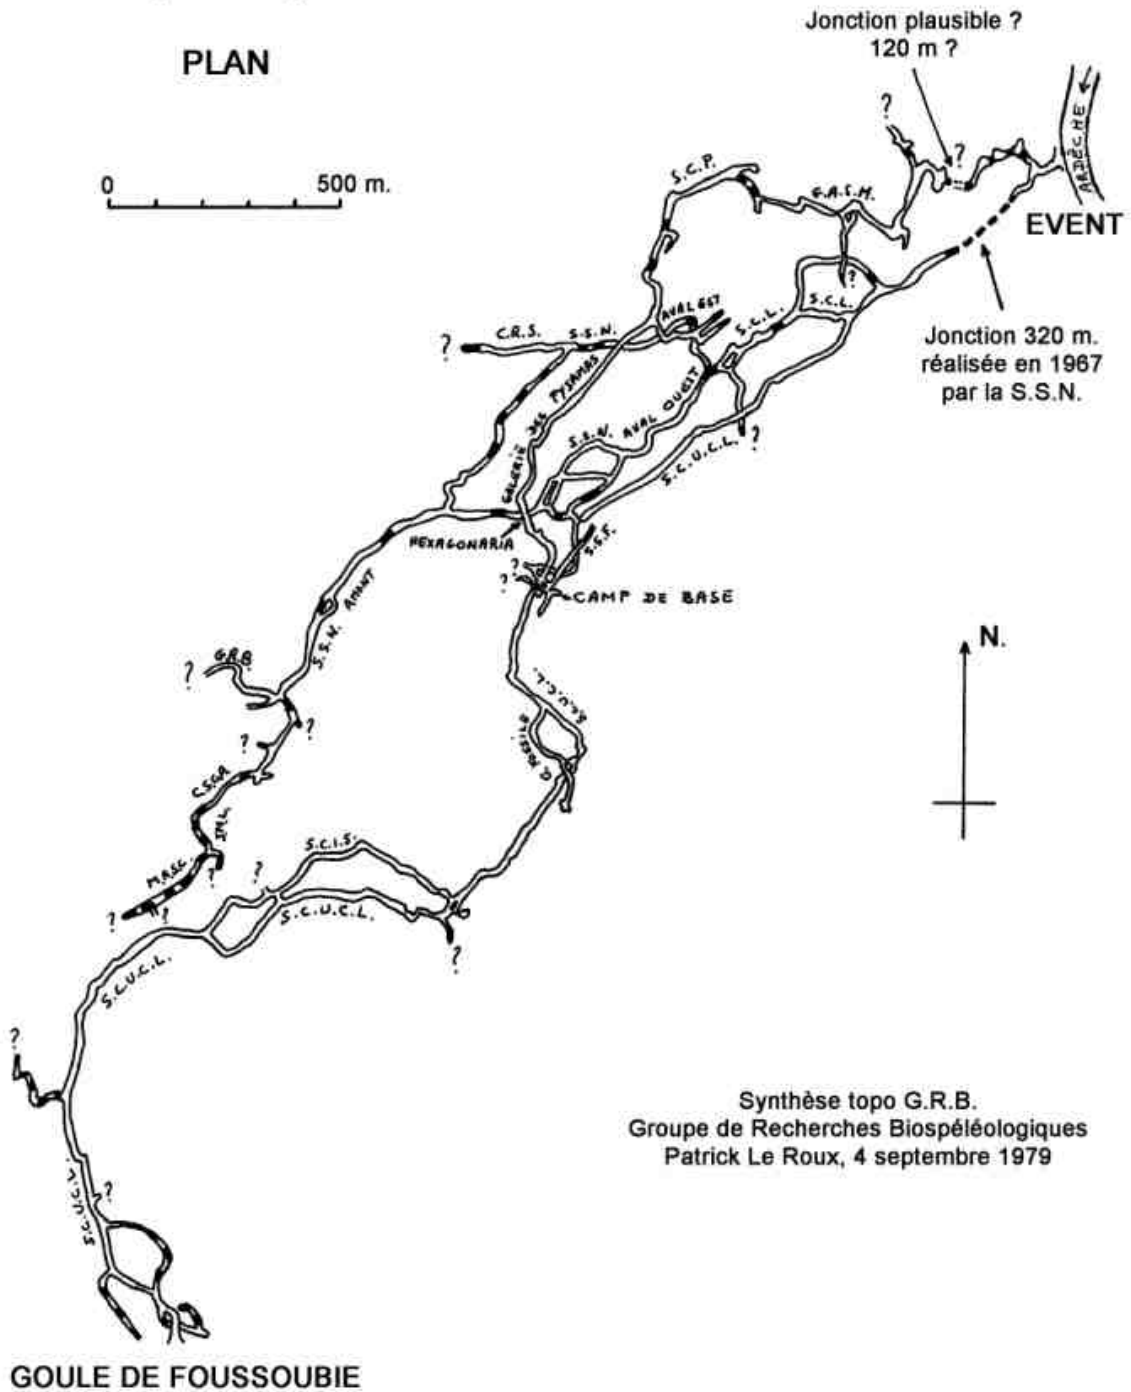 PLAN
0 500 m.
Jonction plausible ?
120 m ?
ARDÈCHE
EVENT
Jonction 320 m.
réalisée en 1967
par la S.S.N.
?
?
S.C.P.
G.A.S.M.
?
S.C.L.
S.C.L.
AVAL EST
C.R.S.
S.S.N.
?
GALERIE DES PYJAMAS
S.S.N. AVAL OUEST
S.C.U.C.L.
?
HEXAGONARIA
S.S.F.
?
?
CAMP DE BASE
S.S.N. AMONT
G.R.B.
?
?
?
S.C.U.C.L.
G. FOSSILE
C.S.G.A.
S.M.L.
M.A.S.C.
?
?
?
S.C.I.S.
?
S.C.U.C.L.
?
S.C.U.C.L.
?
S.C.U.C.L.
?
N.
Synthèse topo G.R.B.
Groupe de Recherches Biospéléologiques
Patrick Le Roux, 4 septembre 1979
GOULE DE FOUSSOUBIE